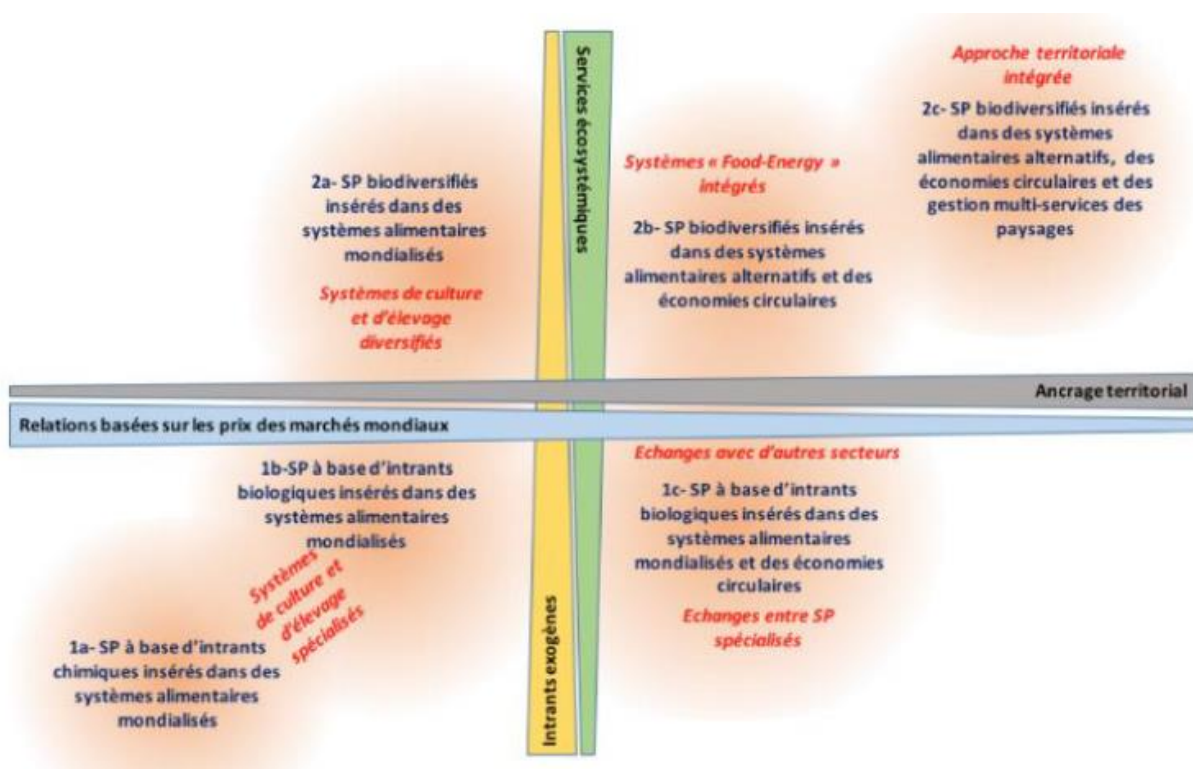 Services écosystémiques
Approche territoriale
intégrée
2c- SP biodiversifiés insérés
dans des systèmes
alimentaires alternatifs, des
économies circulaires et des
gestion multi-services des
paysages
Systèmes « Food-Energy »
intégrés
2b- SP biodiversifiés insérés
dans des systèmes
alimentaires alternatifs et des
économies circulaires
2a- SP biodiversifiés
insérés dans des
systèmes alimentaires
mondialisés
Systèmes de culture
et d'élevage
diversifiés
Ancrage territorial
Relations basées sur les prix des marchés mondiaux
1b-SP à base d'intrants
biologiques insérés dans des
systèmes alimentaires
mondialisés
Systèmes
de culture et
d'élevage
spécialisés
1a- SP à base d'intrants
chimiques insérés dans des
systèmes alimentaires
mondialisés
Intrants exogènes
Echanges avec d'autres secteurs
1c- SP à base d'intrants
biologiques insérés dans des
systèmes alimentaires
mondialisés et des économies
circulaires
Echanges entre SP
spécialisés